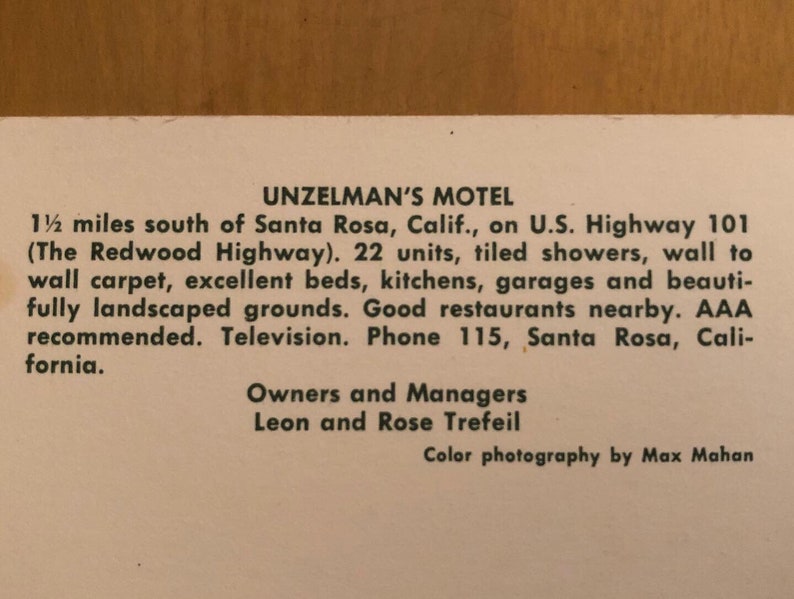 UNZELMAN'S MOTEL
1½ miles south of Santa Rosa, Calif., on U.S. Highway 101
(The Redwood Highway). 22 units, tiled showers, wall to
wall carpet, excellent beds, kitchens, garages and beauti-
fully landscaped grounds. Good restaurants nearby. AAA
recommended. Television. Phone 115, Santa Rosa, Cali-
fornia.
Owners and Managers
Leon and Rose Trefeil
Color photography by Max Mahan